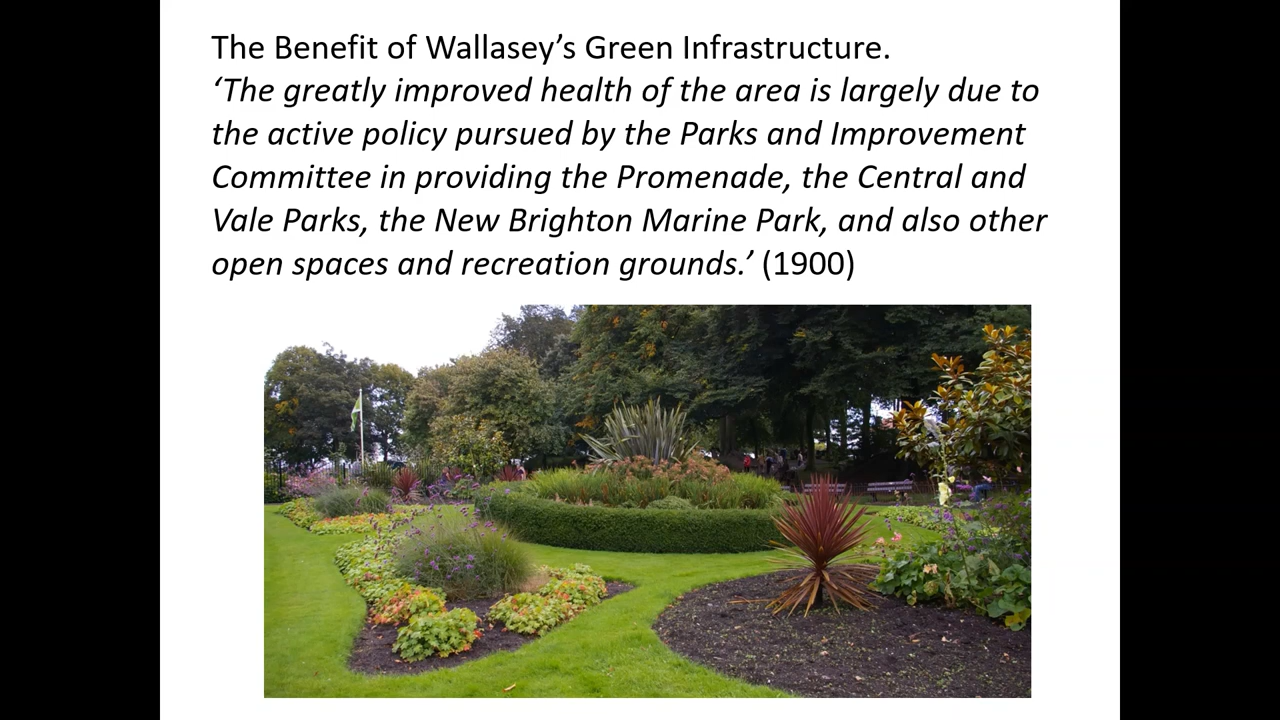 The Benefit of Wallasey’s Green Infrastructure.
‘The greatly improved health of the area is largely due to
the active policy pursued by the Parks and Improvement
Committee in providing the Promenade, the Central and
Vale Parks, the New Brighton Marine Park, and also other
open spaces and recreation grounds.’ (1900)